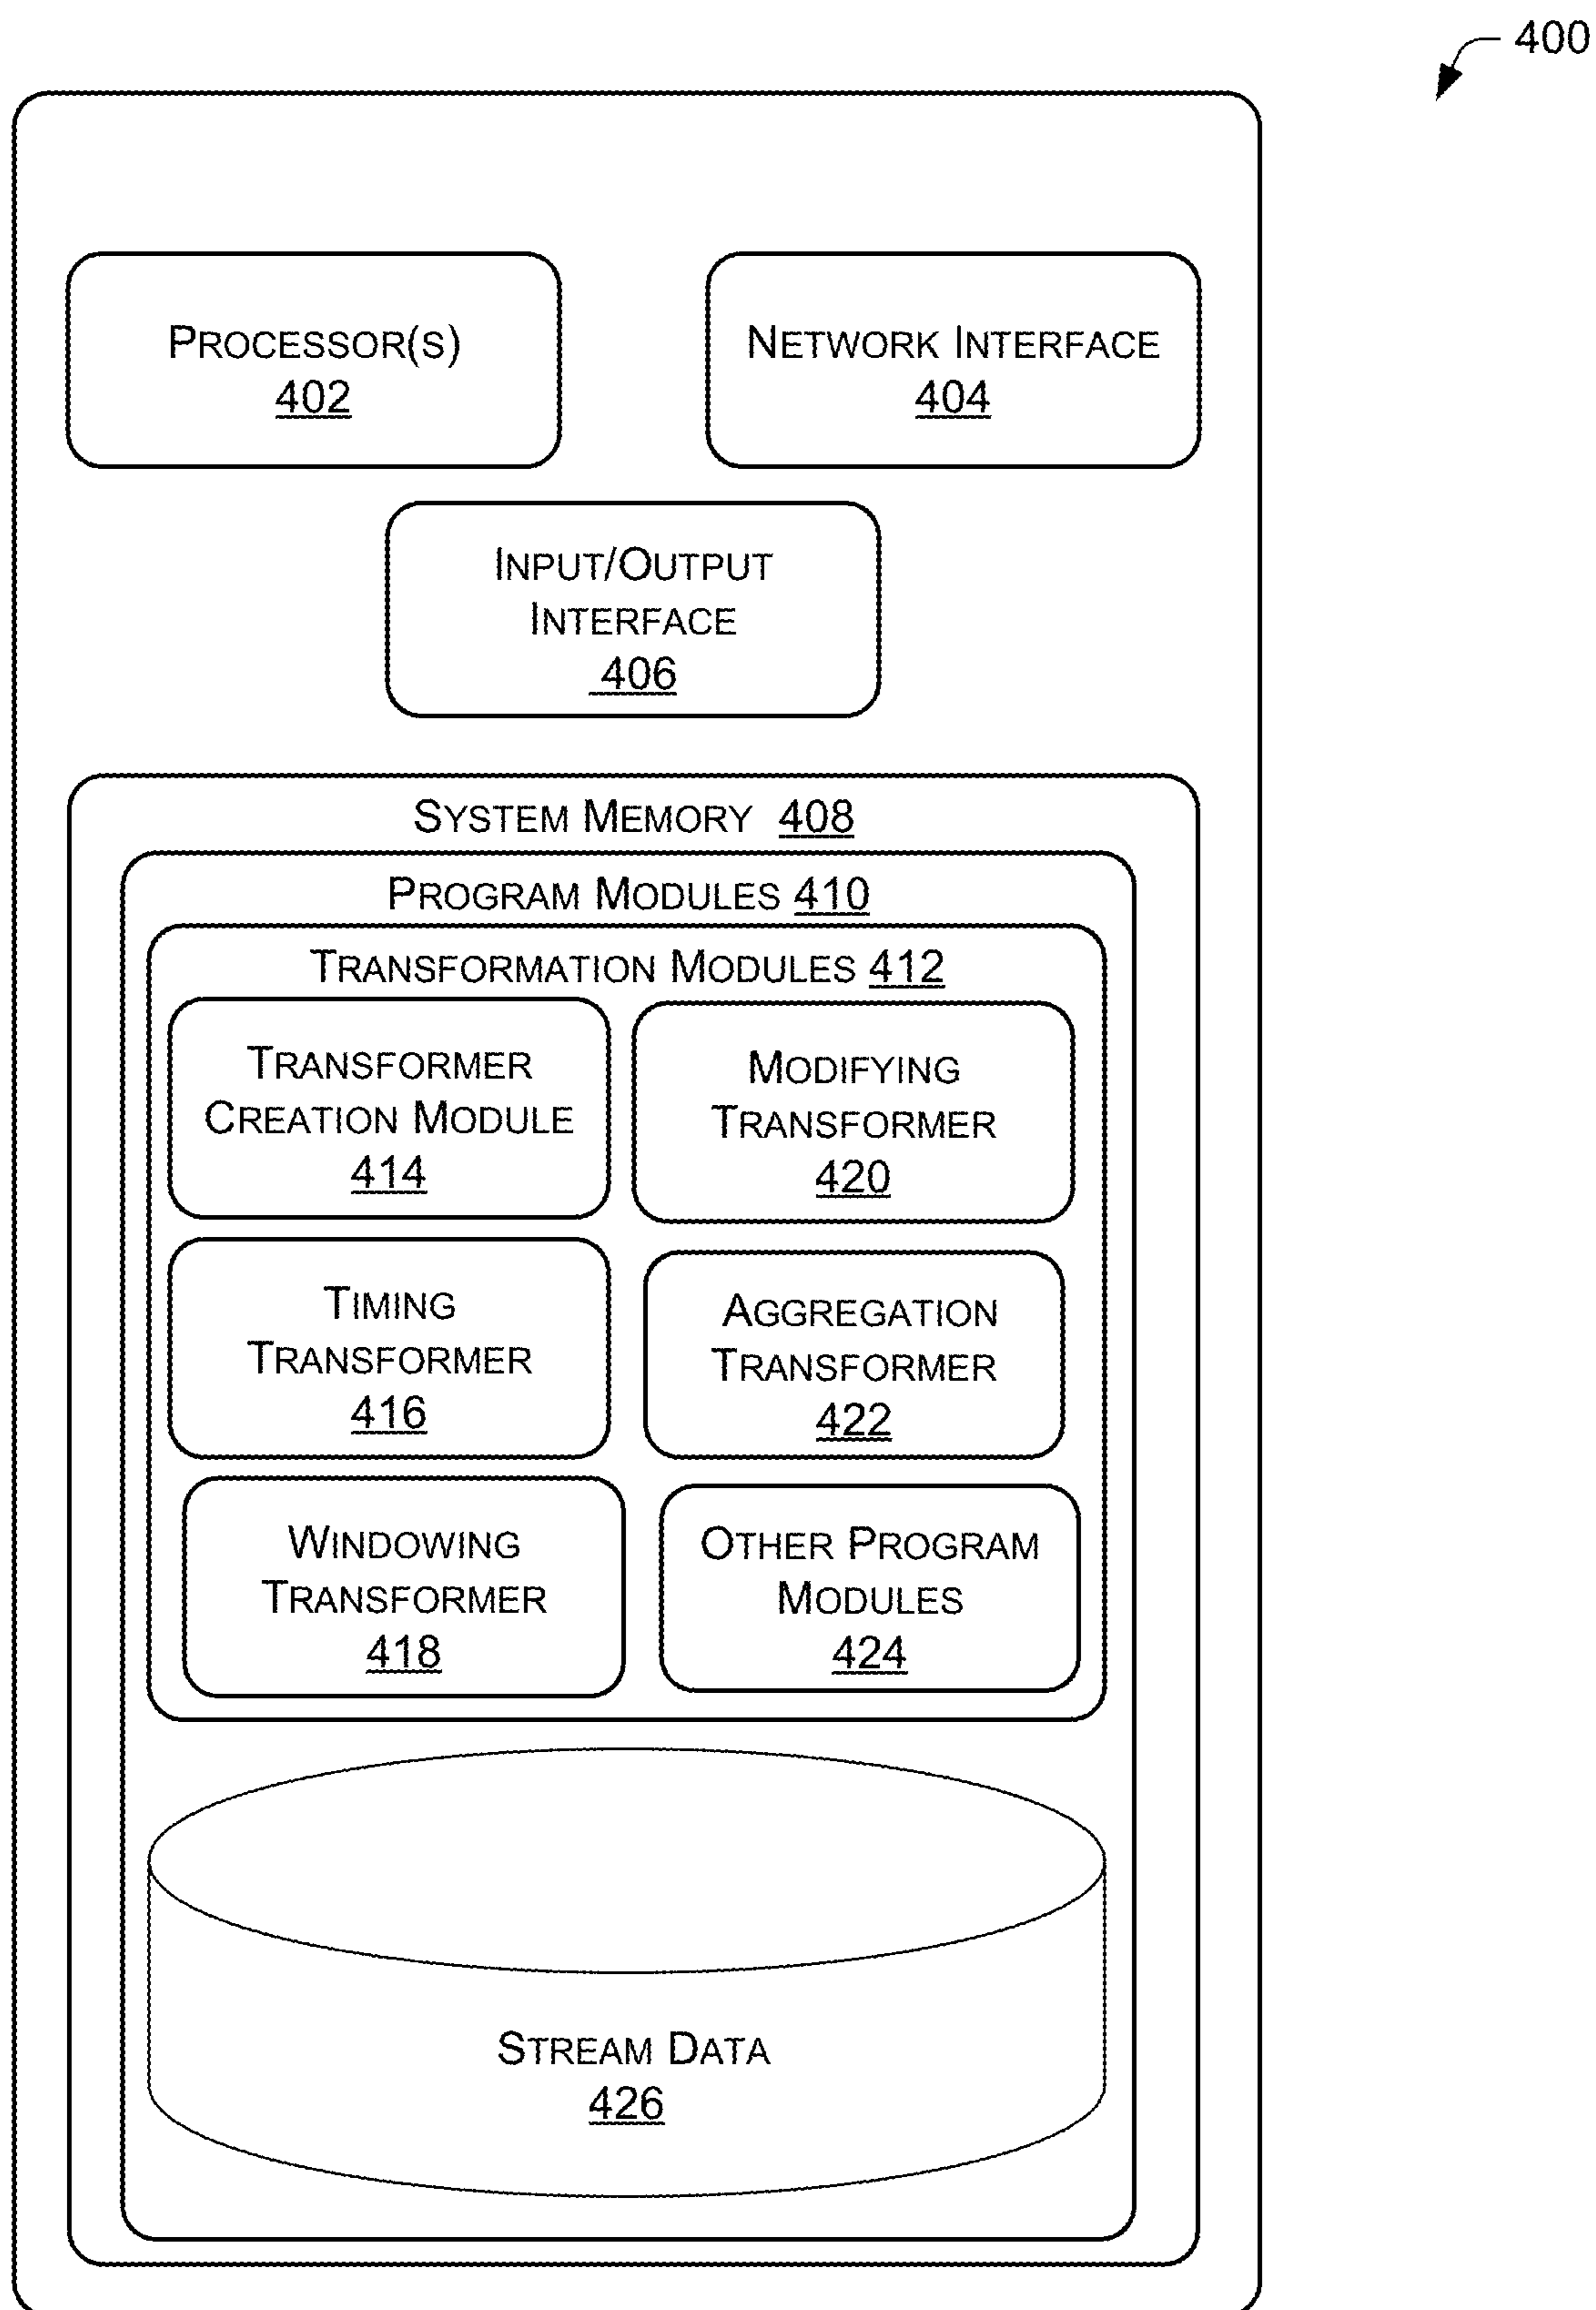 400
PROCESSOR(S)
402
NETWORK INTERFACE
404
INPUT/OUTPUT
INTERFACE
406
SYSTEM MEMORY 408
PROGRAM MODULES 410
TRANSFORMATION MODULES 412
TRANSFORMER
CREATION MODULE
414
MODIFYING
TRANSFORMER
420
TIMING
TRANSFORMER
416
AGGREGATION
TRANSFORMER
422
WINDOWING
TRANSFORMER
418
OTHER PROGRAM
MODULES
424
STREAM DATA
426